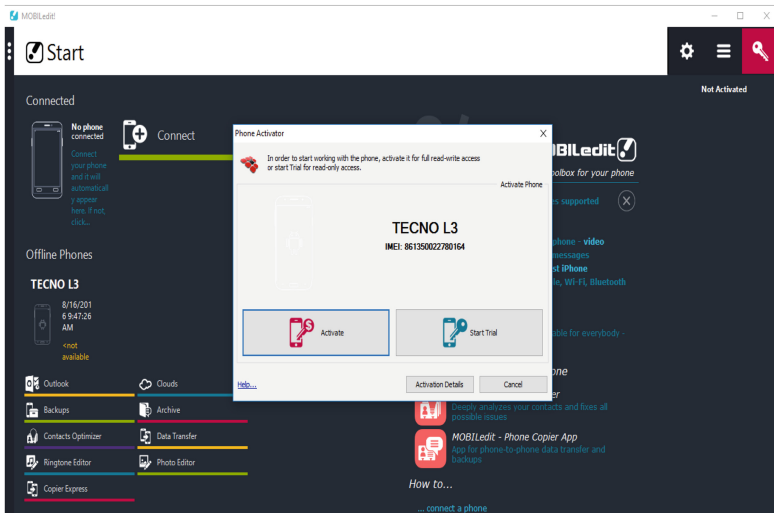 MOBILedit!
Start
Not Activated
Connected
No phone
connected
Connect
your phone
and it will
automaticall
y appear
here. If not,
click...
Connect
Offline Phones
TECNO L3
8/16/201
6 9:47:26
AM
<not
available
Outlook
Clouds
Backups
Archive
Contacts Optimizer
Data Transfer
Ringtone Editor
Photo Editor
Copier Express
Phone Activator
X
In order to start working with the phone, activate it for full read-write access
or start Trial for read-only access.
Activate Phone
TECNO L3
IMEI: 861350022780164
Activate
Start Trial
Help...
Activation Details
Cancel
BILedit
olbox for your phone
es supported
phone - video
messages
st iPhone
le, Wi-Fi, Bluetooth
ble for everybody -
one
er
Deeply analyzes your contacts and fixes all
possible issues
MOBILedit - Phone Copier App
App for phone-to-phone data transfer and
backups
How to...
... connect a phone